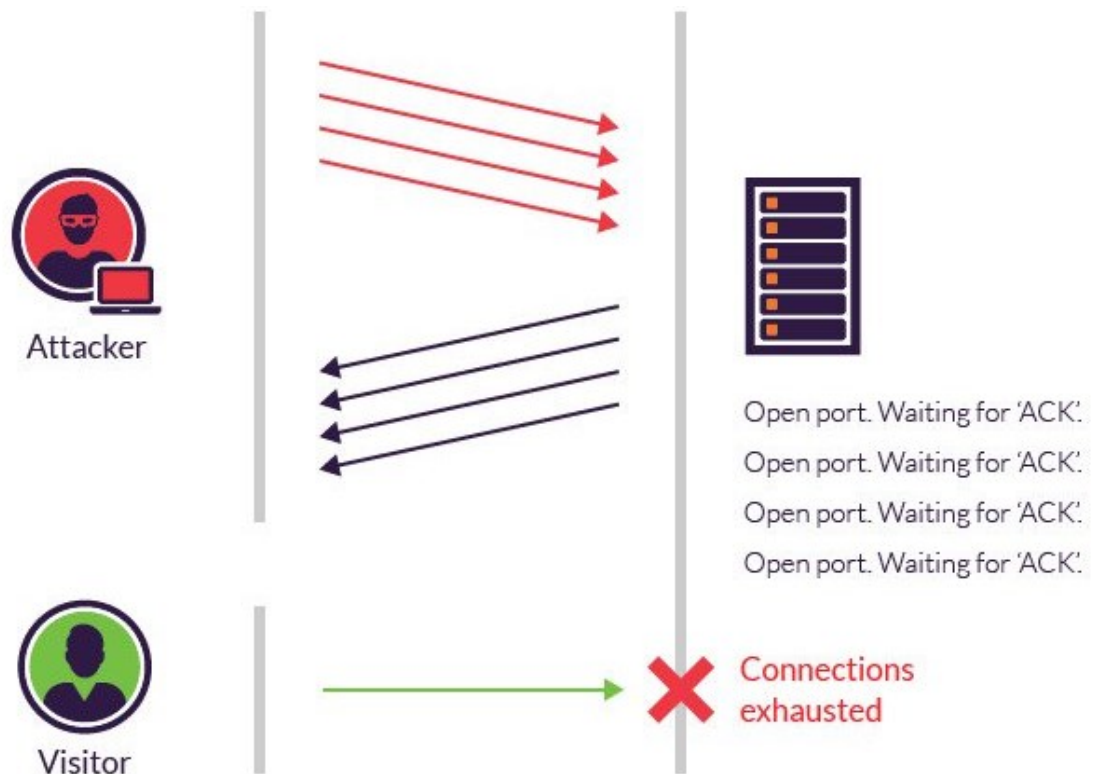 Attacker
Open port. Waiting for ‘ACK’.
Open port. Waiting for ‘ACK’.
Open port. Waiting for ‘ACK’.
Open port. Waiting for ‘ACK’.
Visitor
Connections
exhausted